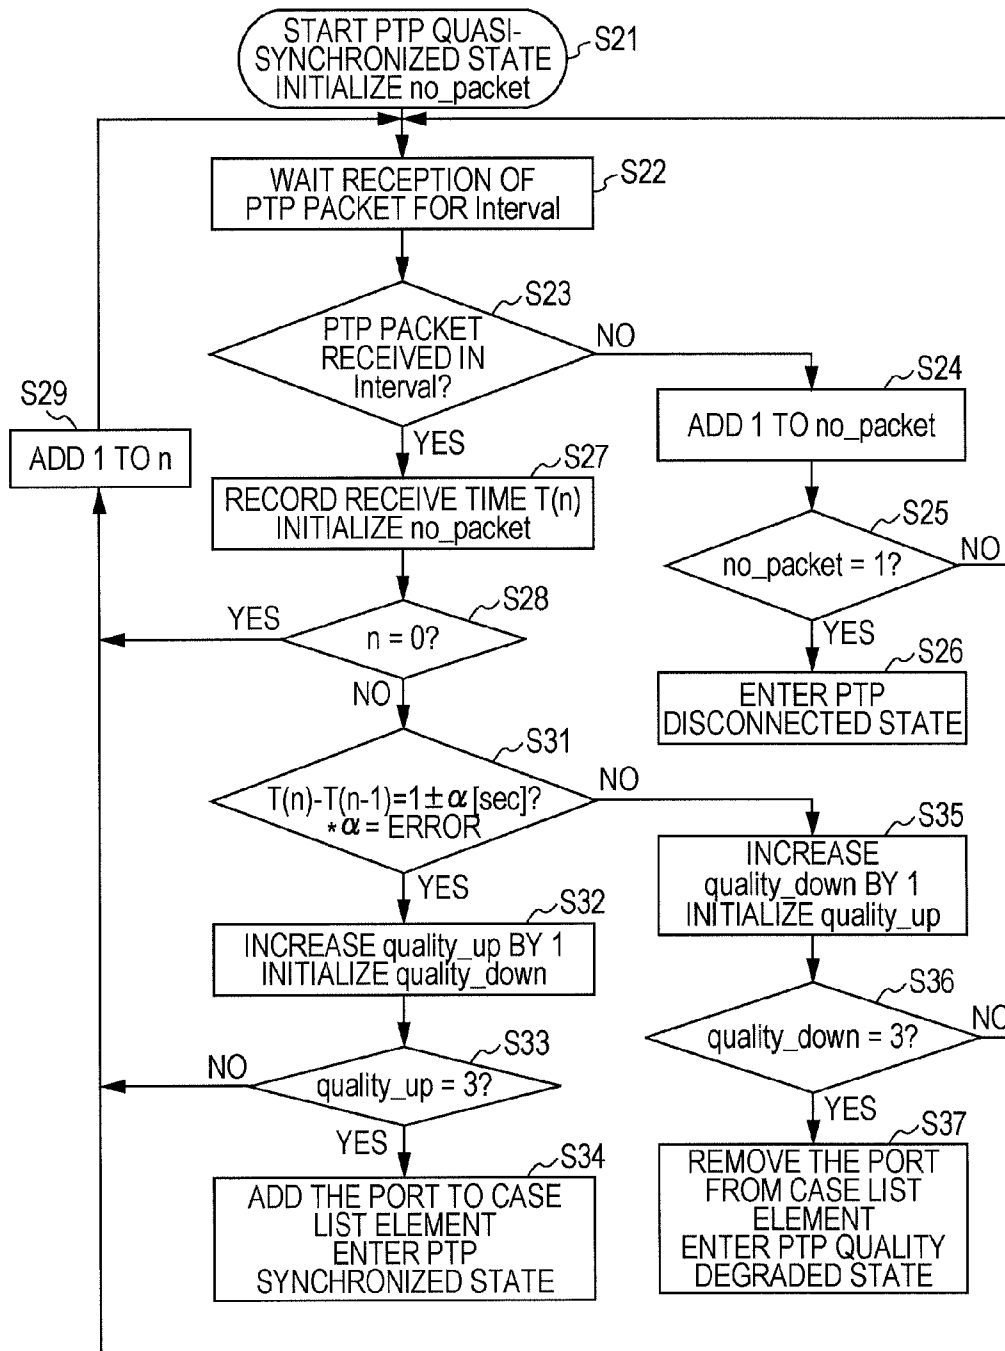 START PTP QUASI-
SYNCHRONIZED STATE
INITIALIZE no_packet
S21
WAIT RECEPTION OF
PTP PACKET FOR Interval
S22
PTP PACKET
RECEIVED IN
Interval?
S23
NO
YES
S24
ADD 1 TO no_packet
S29
ADD 1 TO n
S27
RECORD RECEIVE TIME T(n)
INITIALIZE no_packet
S25
no_packet = 1?
NO
YES
S28
n = 0?
YES
NO
S26
ENTER PTP
DISCONNECTED STATE
S31
T(n)-T(n-1)=1±α [sec]?
*α = ERROR
NO
YES
S35
INCREASE
quality_down BY 1
INITIALIZE quality_up
S32
INCREASE quality_up BY 1
INITIALIZE quality_down
S36
quality_down = 3?
NO
YES
S33
quality_up = 3?
NO
YES
S34
ADD THE PORT TO CASE
LIST ELEMENT
ENTER PTP
SYNCHRONIZED STATE
S37
REMOVE THE PORT
FROM CASE LIST
ELEMENT
ENTER PTP QUALITY
DEGRADED STATE